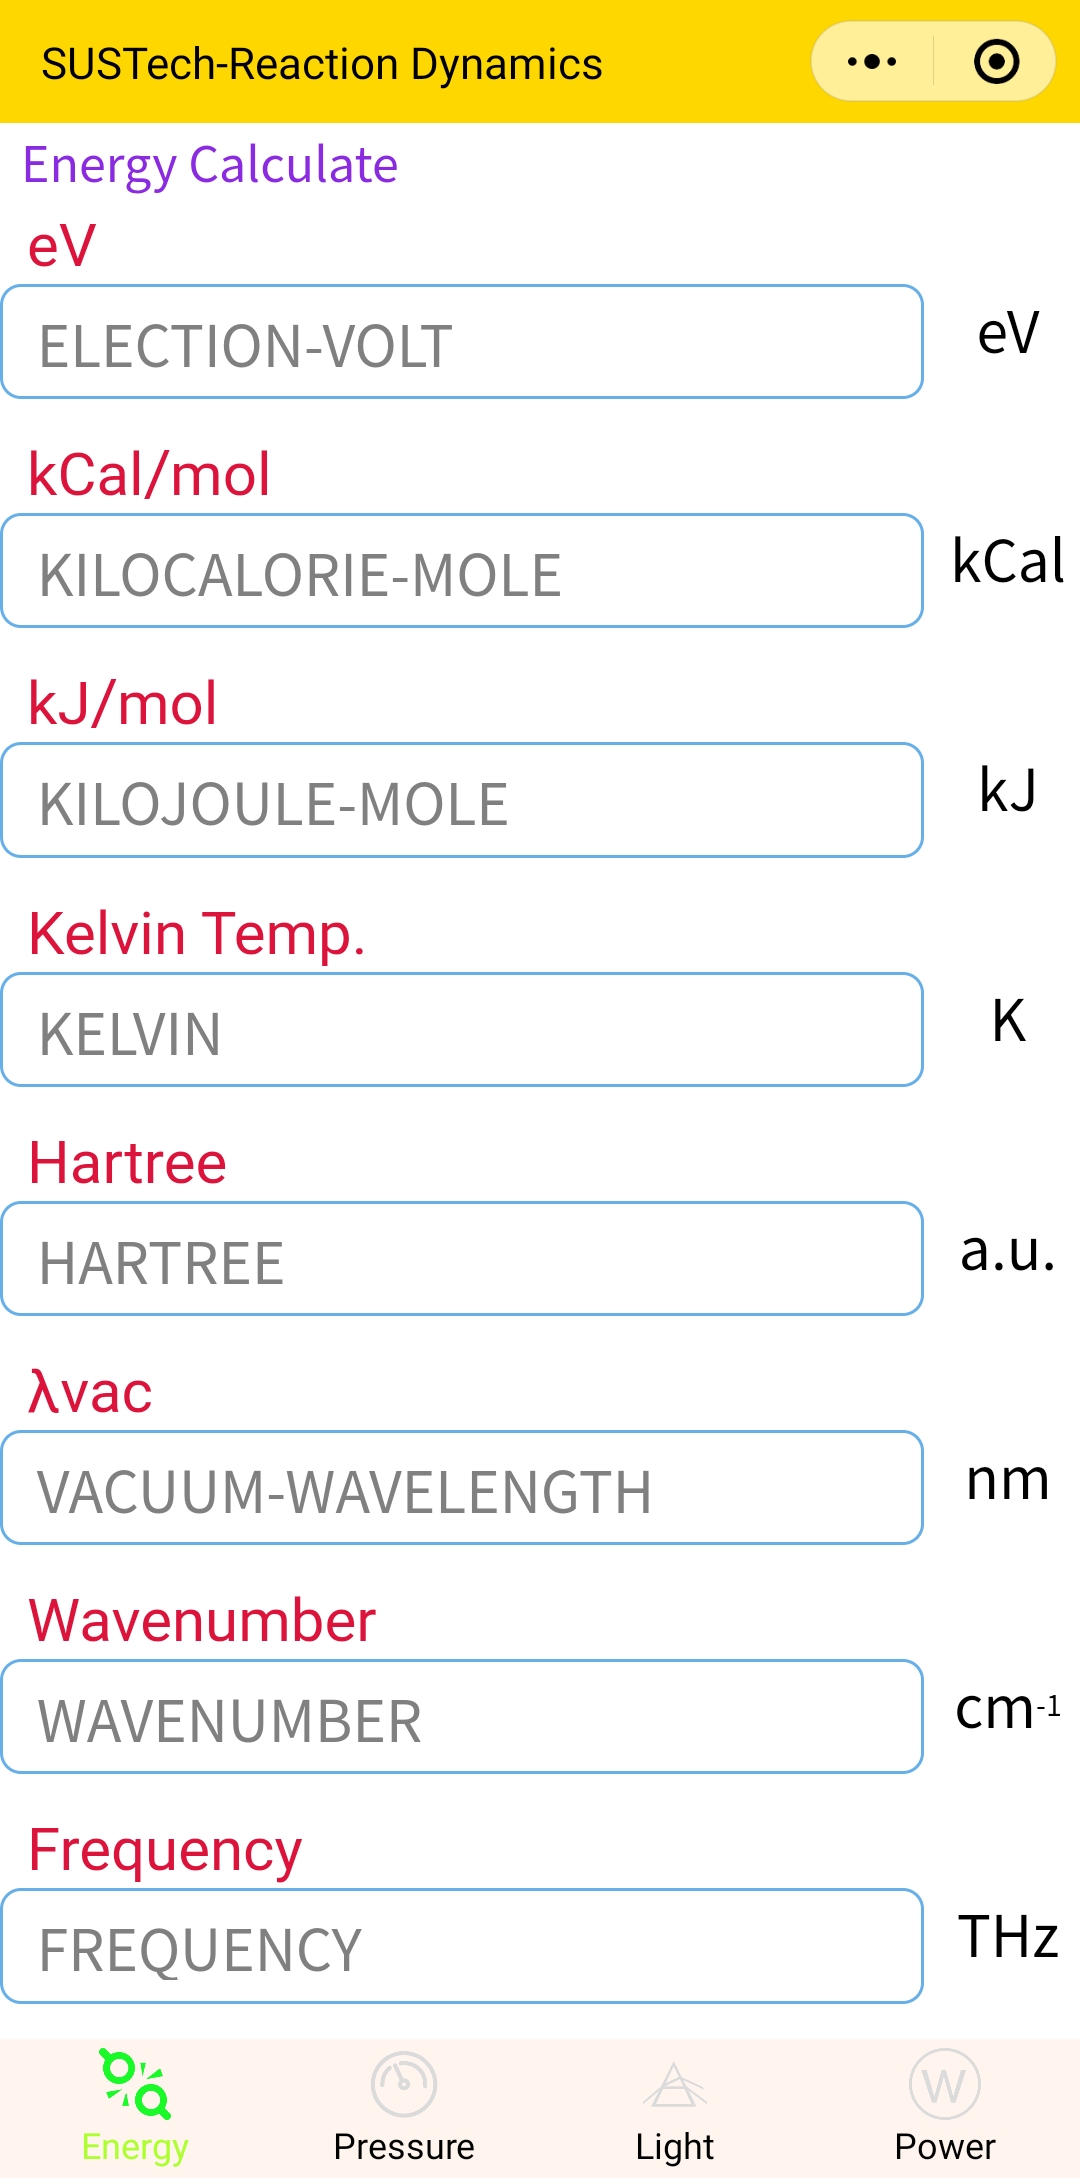 SUSTech-Reaction Dynamics
Energy Calculate
eV
ELECTION-VOLT eV
kCal/mol
KILOCALORIE-MOLE kCal
kJ/mol
KILOJOULE-MOLE kJ
Kelvin Temp.
KELVIN K
Hartree
HARTREE a.u.
λvac
VACUUM-WAVELENGTH nm
Wavenumber
WAVENUMBER cm-1
Frequency
FREQUENCY THz
W
Energy Pressure Light Power